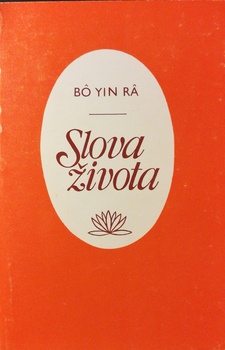 BÔ YIN RÂ
Slova
života